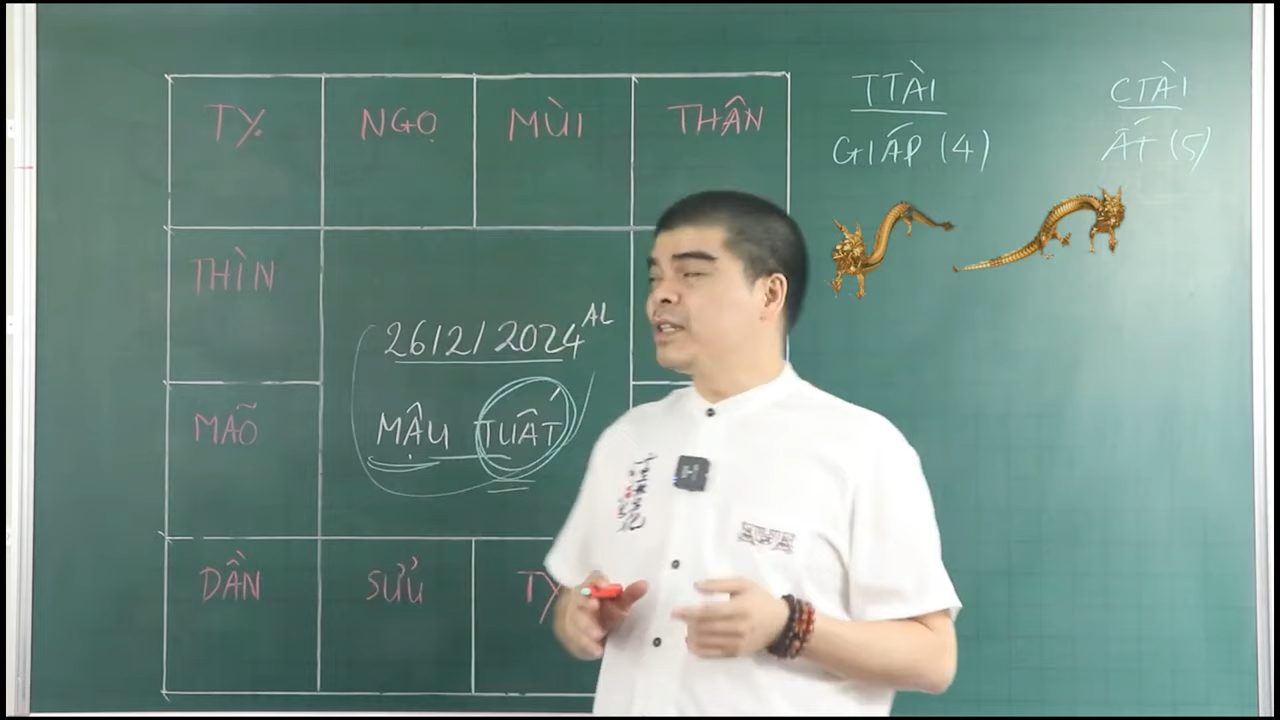 TỴ NGỌ MÙI THÂN
THÌN
MÃO
DẦN SỬU TÝ
26/2/2024 AL
MẬU TUẤT
TTÀI
GIÁP (4)
CTÀI
ẤT (5)